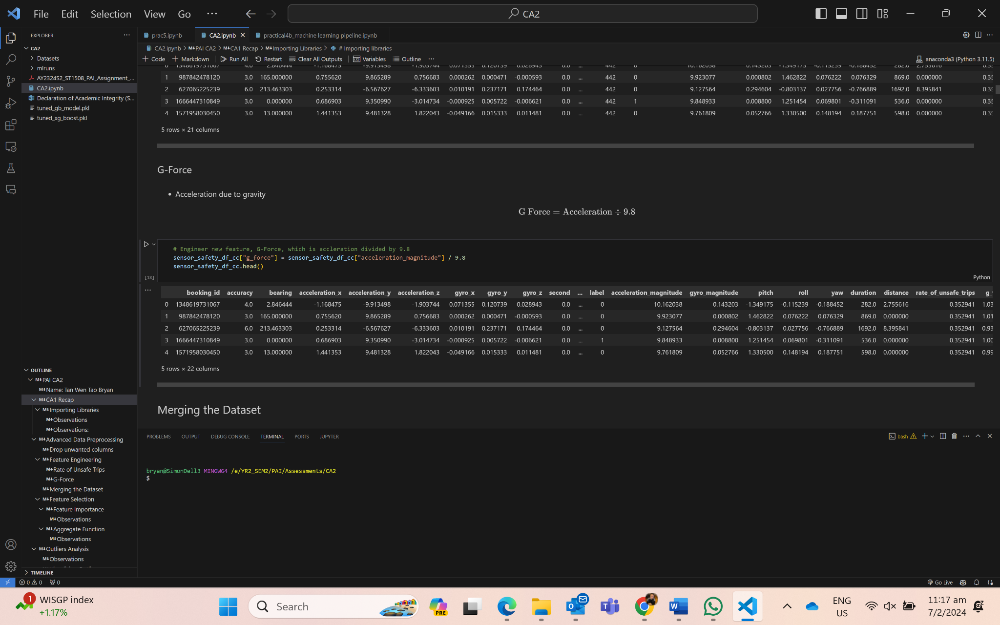 File Edit Selection View Go ···
CA2
EXPLORER ···
prac5.ipynb
CA2.ipynb
practical4b_machine learning pipeline.ipynb
CA2.ipynb > M↓PAI CA2 > M↓CA1 Recap > M↓Importing Libraries > # Importing libraries
+ Code + Markdown | Run All Restart Clear All Outputs | Variables Outline ···
anaconda3 (Python 3.11.5)
CA2
Datasets
mlruns
AY2324S2_ST1508_PAI_Assignment_...
CA2.ipynb
Declaration of Academic Integrity (S...
tuned_gb_model.pkl
tuned_xg_boost.pkl
0 1348619731067 4.0 2.846444 -1.168475 -9.913498 -1.903744 0.071355 0.120739 0.028943 0.0 ... 442 0 10.162038 0.143203 -1.349175 -0.115239 -0.188452 282.0 2.755616 0.35
1 987842478120 3.0 165.000000 0.755620 9.865289 0.756683 0.000262 0.000471 -0.000593 0.0 ... 442 0 9.923077 0.000802 1.462822 0.076222 0.076329 869.0 0.000000 0.35
2 627065225239 6.0 213.463303 0.253314 -6.567627 -6.333603 0.010191 0.237171 0.174464 0.0 ... 442 0 9.127564 0.294604 -0.803137 0.027756 -0.766889 1692.0 8.395841 0.35
3 1666447310849 3.0 0.000000 0.686903 9.350990 -3.014734 -0.000925 0.005722 -0.006621 0.0 ... 442 1 9.848933 0.008800 1.251454 0.069801 -0.311091 536.0 0.000000 0.35
4 1571958030450 3.0 13.000000 1.441353 9.481328 1.822043 -0.049166 0.015333 0.011481 0.0 ... 442 0 9.761809 0.052766 1.330500 0.148194 0.187751 598.0 0.000000 0.35
5 rows × 21 columns
G-Force
• Acceleration due to gravity
G Force = Acceleration ÷ 9.8
# Engineer new feature, G-Force, which is accleration divided by 9.8
sensor_safety_df_cc["g_force"] = sensor_safety_df_cc["acceleration_magnitude"] / 9.8
sensor_safety_df_cc.head()
[18]
Python
...
booking_id accuracy bearing acceleration_x acceleration_y acceleration_z gyro_x gyro_y gyro_z second ... label acceleration_magnitude gyro_magnitude pitch roll yaw duration distance rate_of_unsafe_trips g_
0 1348619731067 4.0 2.846444 -1.168475 -9.913498 -1.903744 0.071355 0.120739 0.028943 0.0 ... 0 10.162038 0.143203 -1.349175 -0.115239 -0.188452 282.0 2.755616 0.352941 1.03
1 987842478120 3.0 165.000000 0.755620 9.865289 0.756683 0.000262 0.000471 -0.000593 0.0 ... 0 9.923077 0.000802 1.462822 0.076222 0.076329 869.0 0.000000 0.352941 1.01
2 627065225239 6.0 213.463303 0.253314 -6.567627 -6.333603 0.010191 0.237171 0.174464 0.0 ... 0 9.127564 0.294604 -0.803137 0.027756 -0.766889 1692.0 8.395841 0.352941 0.93
3 1666447310849 3.0 0.000000 0.686903 9.350990 -3.014734 -0.000925 0.005722 -0.006621 0.0 ... 1 9.848933 0.008800 1.251454 0.069801 -0.311091 536.0 0.000000 0.352941 1.00
4 1571958030450 3.0 13.000000 1.441353 9.481328 1.822043 -0.049166 0.015333 0.011481 0.0 ... 0 9.761809 0.052766 1.330500 0.148194 0.187751 598.0 0.000000 0.352941 0.99
5 rows × 22 columns
Merging the Dataset
OUTLINE
M↓PAI CA2
M↓Name: Tan Wen Tao Bryan
M↓CA1 Recap
M↓Importing Libraries
M↓Observations
M↓Observations:
M↓Advanced Data Preprocessing
M↓Drop unwanted columns
M↓Feature Engineering
M↓Rate of Unsafe Trips
M↓G-Force
M↓Merging the Dataset
M↓Feature Selection
M↓Feature Importance
M↓Observations
M↓Aggregate Function
M↓Observations
M↓Outliers Analysis
M↓Observations
TIMELINE
PROBLEMS OUTPUT DEBUG CONSOLE TERMINAL PORTS JUPYTER
bash
bryan@SimonDell3 MINGW64 /e/YR2_SEM2/PAI/Assessments/CA2
$
0 0 0
Go Live
1
WISGP index
+1.17%
Search
PRE
ENG
US
11:17 am
7/2/2024